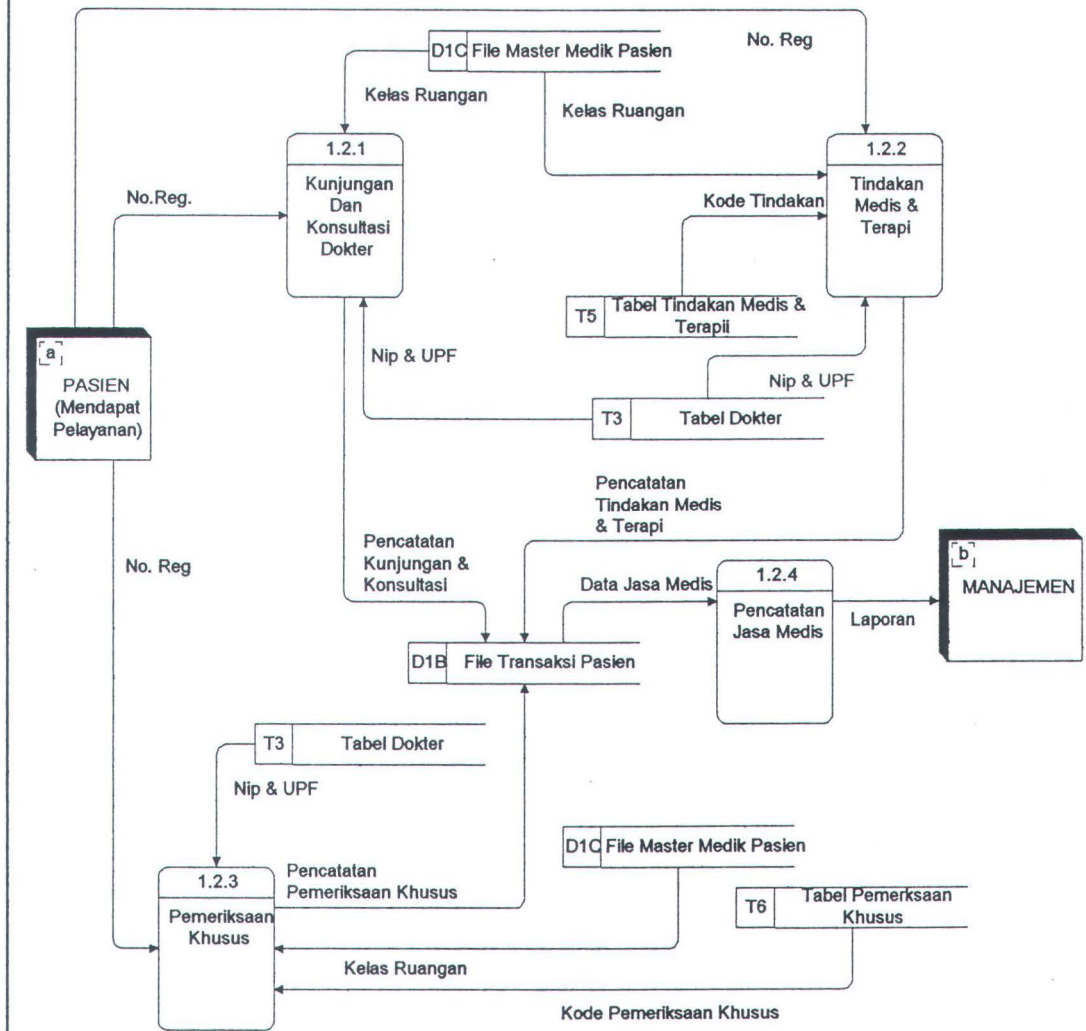 No. Reg
D1C File Master Medik Pasien
Kelas Ruangan
Kelas Ruangan
1.2.1
Kunjungan
Dan
Konsultasi
Dokter
1.2.2
Tindakan
Medis &
Terapi
No.Reg.
Kode Tindakan
T5 Tabel Tindakan Medis &
Terapii
a
PASIEN
(Mendapat
Pelayanan)
Nip & UPF
Nip & UPF
T3 Tabel Dokter
Pencatatan
Tindakan Medis
& Terapi
No. Reg
Pencatatan
Kunjungan &
Konsultasi
Data Jasa Medis
1.2.4
Pencatatan
Jasa Medis
Laporan
b
MANAJEMEN
D1B File Transaksi Pasien
T3 Tabel Dokter
Nip & UPF
D1C File Master Medik Pasien
1.2.3
Pemeriksaan
Khusus
Pencatatan
Pemeriksaan Khusus
T6 Tabel Pemerksaan
Khusus
Kelas Ruangan
Kode Pemeriksaan Khusus